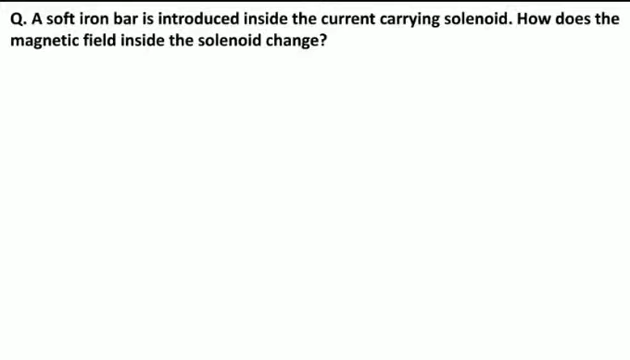 Q. A soft iron bar is introduced inside the current carrying solenoid. How does the
magnetic field inside the solenoid change?